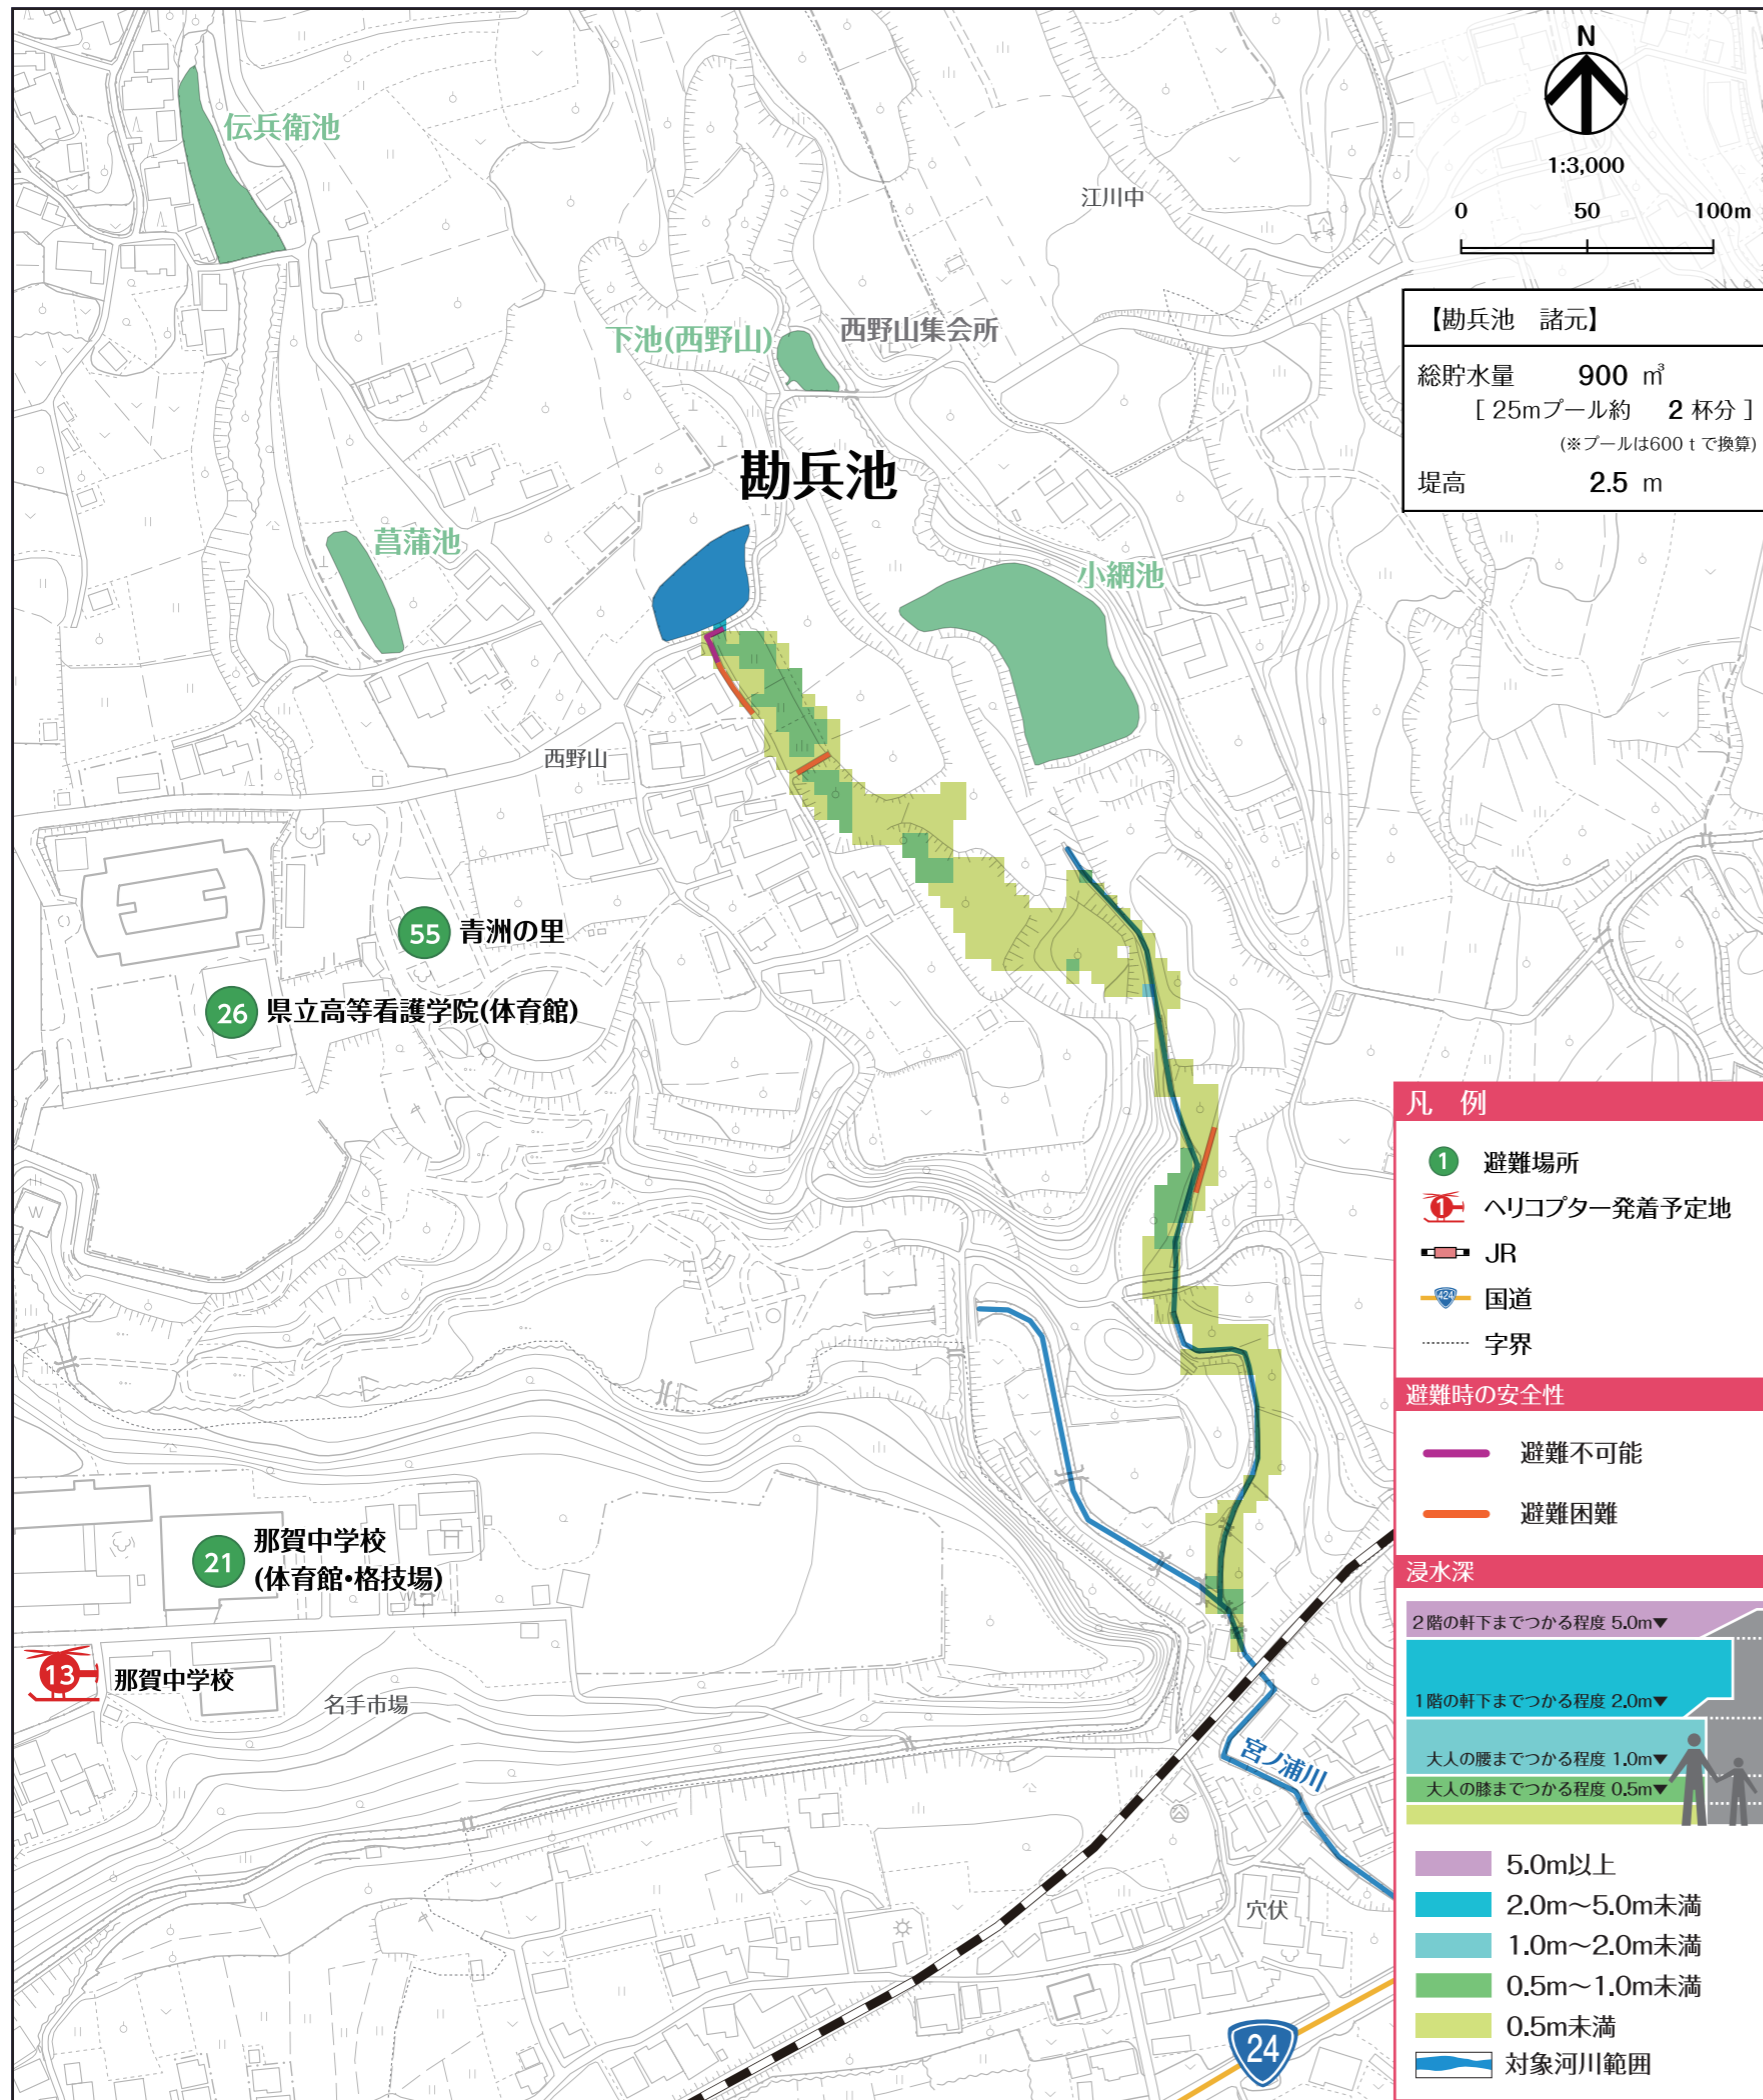 N
1:3,000
0 50 100m
伝兵衛池
江川中
下池(西野山)
西野山集会所
【勘兵池 諸元】
総貯水量 900 ㎥
[ 25mプール約 2 杯分 ]
(※プールは600 t で換算)
堤高 2.5 m
勘兵池
菖蒲池
小網池
西野山
55 青洲の里
26 県立高等看護学院(体育館)
21 那賀中学校
(体育館・格技場)
13 那賀中学校
名手市場
宮ノ浦川
穴伏
24
W
凡 例
1 避難場所
1 ヘリコプター発着予定地
JR
424 国道
字界
避難時の安全性
避難不可能
避難困難
浸水深
2階の軒下までつかる程度 5.0m▼
1階の軒下までつかる程度 2.0m▼
大人の腰までつかる程度 1.0m▼
大人の膝までつかる程度 0.5m▼
5.0m以上
2.0m～5.0m未満
1.0m～2.0m未満
0.5m～1.0m未満
0.5m未満
対象河川範囲